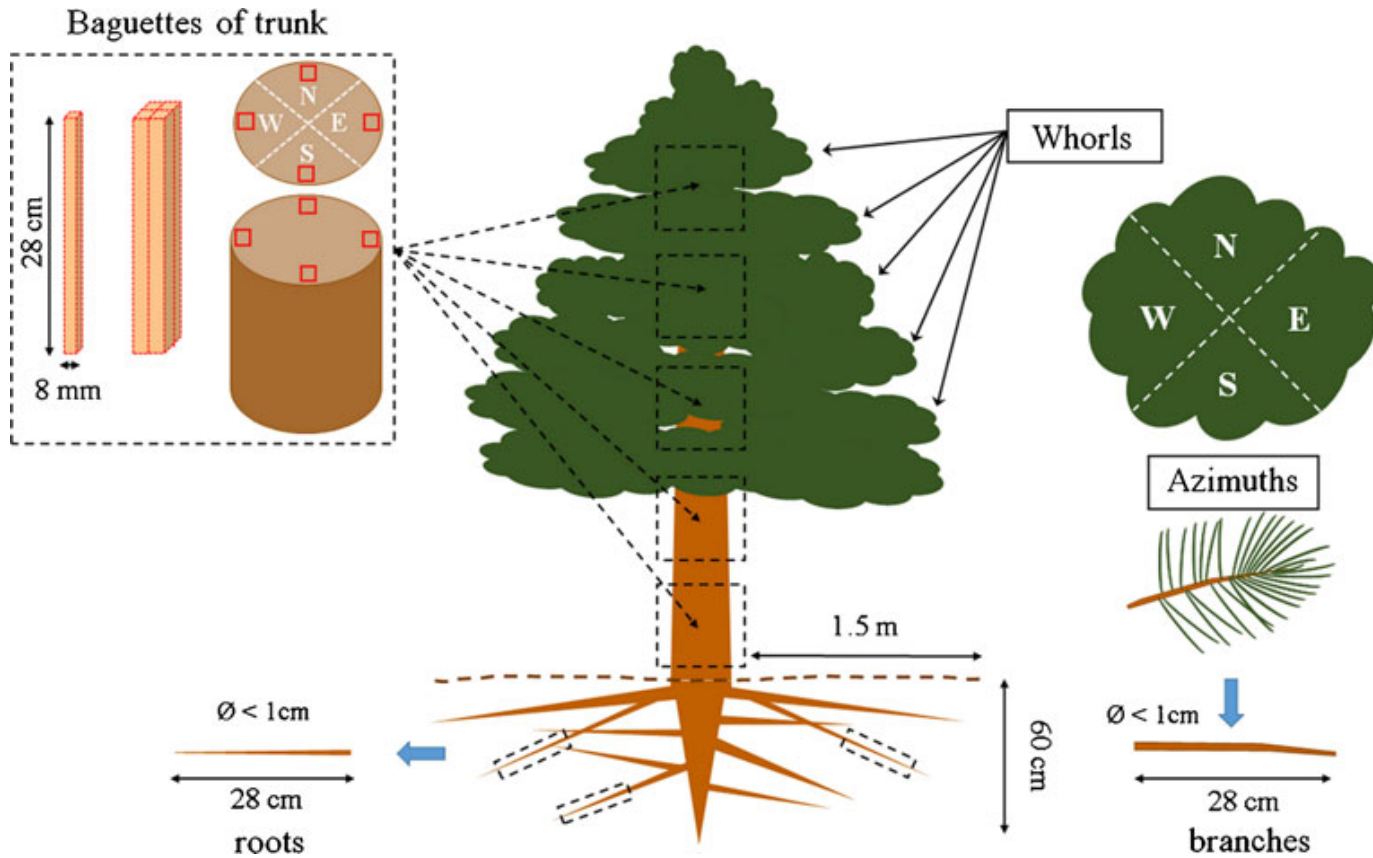 Baguettes of trunk
N
W E
S
28 cm
8 mm
Whorls
N
W E
S
Azimuths
1.5 m
60 cm
Ø < 1cm
28 cm
roots
Ø < 1cm
28 cm
branches